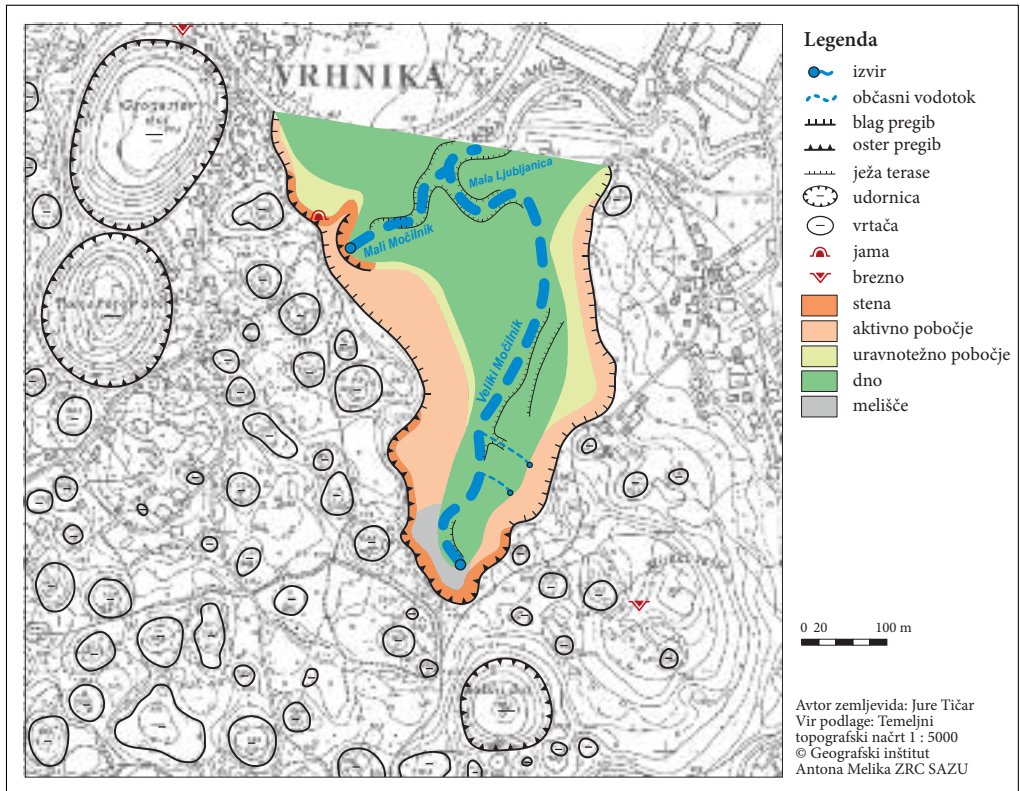 VRHNIKA
Mala Ljubljanica
Mali Močilnik
Veliki Močilnik
Legenda
izvir
občasni vodotok
blag pregib
oster pregib
ježa terase
udornica
vrtača
jama
brezno
stena
aktivno pobočje
uravnotežno pobočje
dno
melišče
0 20 100 m
Avtor zemljevida: Jure Tičar
Vir podlage: Temeljni
topografski načrt 1 : 5000
© Geografski inštitut
Antona Melika ZRC SAZU